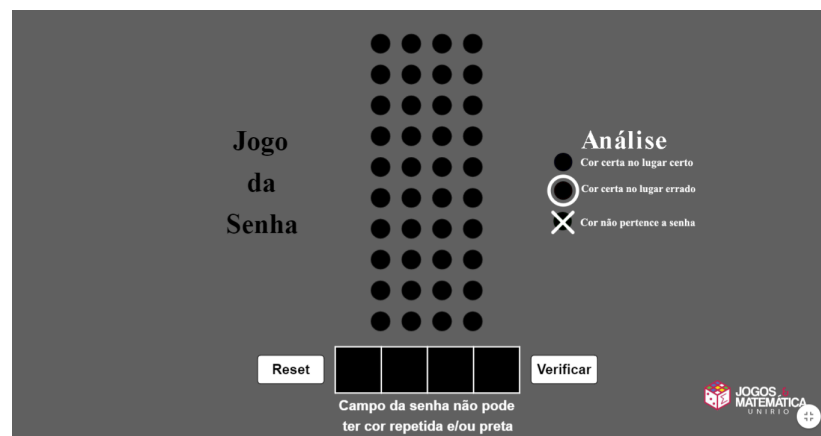 Jogo
da
Senha
Análise
Cor certa no lugar certo
Cor certa no lugar errado
Cor não pertence a senha
Reset
Verificar
Campo da senha não pode
ter cor repetida e/ou preta
JOGOS &
MATEMÁTICA
UNIRIO